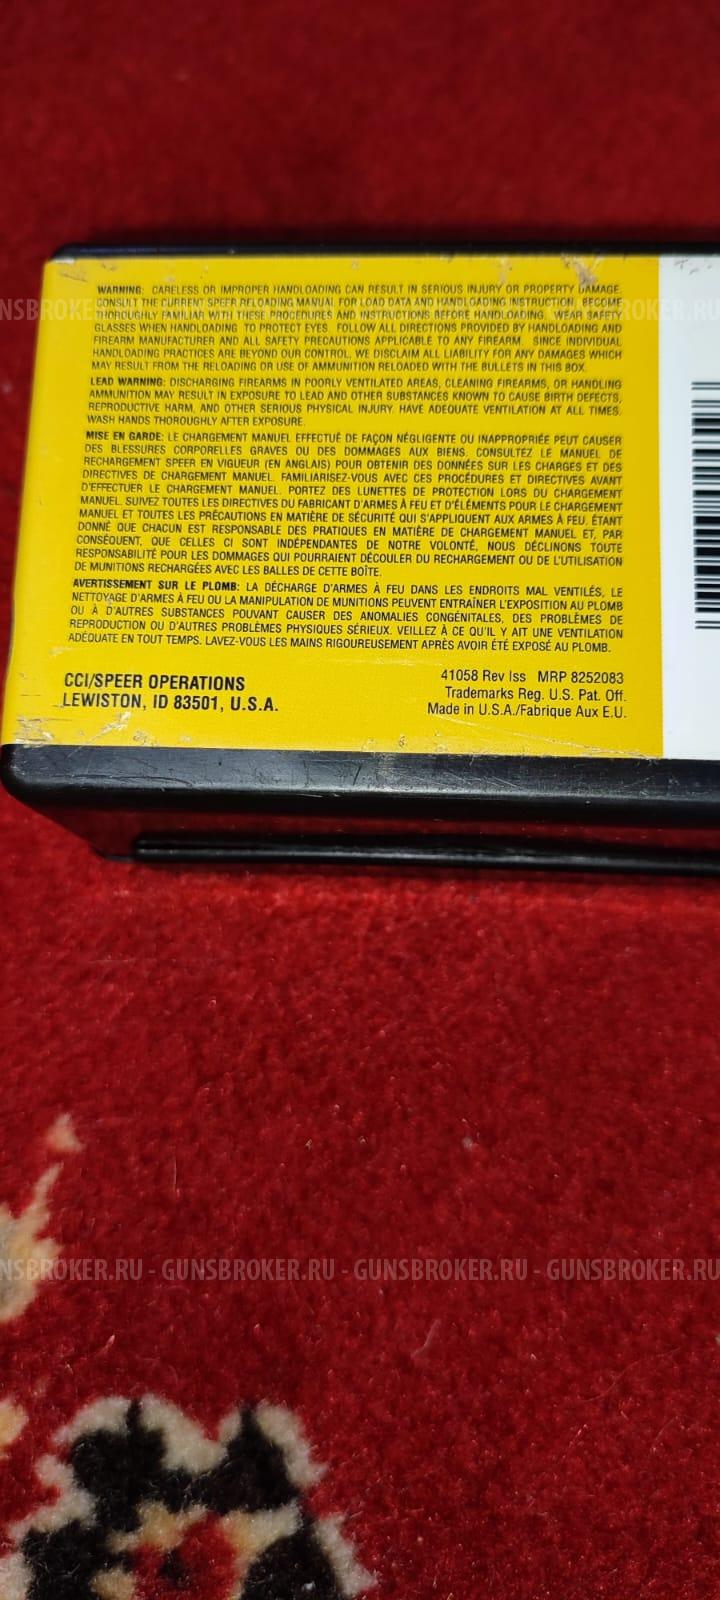 WARNING: CARELESS OR IMPROPER HANDLOADING CAN RESULT IN SERIOUS INJURY OR PROPERTY DAMAGE.
CONSULT THE CURRENT SPEER RELOADING MANUAL FOR LOAD DATA AND HANDLOADING INSTRUCTION. BECOME
THOROUGHLY FAMILIAR WITH THESE PROCEDURES AND INSTRUCTIONS BEFORE HANDLOADING. WEAR SAFETY
GLASSES WHEN HANDLOADING TO PROTECT EYES. FOLLOW ALL DIRECTIONS PROVIDED BY HANDLOADING AND
FIREARM MANUFACTURER AND ALL SAFETY PRECAUTIONS APPLICABLE TO ANY FIREARM. SINCE INDIVIDUAL
HANDLOADING PRACTICES ARE BEYOND OUR CONTROL, WE DISCLAIM ALL LIABILITY FOR ANY DAMAGES WHICH
MAY RESULT FROM THE RELOADING OR USE OF AMMUNITION RELOADED WITH THE BULLETS IN THIS BOX.
LEAD WARNING: DISCHARGING FIREARMS IN POORLY VENTILATED AREAS, CLEANING FIREARMS, OR HANDLING
AMMUNITION MAY RESULT IN EXPOSURE TO LEAD AND OTHER SUBSTANCES KNOWN TO CAUSE BIRTH DEFECTS,
REPRODUCTIVE HARM, AND OTHER SERIOUS PHYSICAL INJURY. HAVE ADEQUATE VENTILATION AT ALL TIMES.
WASH HANDS THOROUGHLY AFTER EXPOSURE.
MISE EN GARDE: LE CHARGEMENT MANUEL EFFECTUÉ DE FAÇON NÉGLIGENTE OU INAPPROPRIÉE PEUT CAUSER
DES BLESSURES CORPORELLES GRAVES OU DES DOMMAGES AUX BIENS. CONSULTEZ LE MANUEL DE
RECHARGEMENT SPEER EN VIGUEUR (EN ANGLAIS) POUR OBTENIR DES DONNÉES SUR LES CHARGES ET DES
DIRECTIVES DE CHARGEMENT MANUEL. FAMILIARISEZ-VOUS AVEC CES PROCÉDURES ET DIRECTIVES AVANT
D'EFFECTUER LE CHARGEMENT MANUEL. PORTEZ DES LUNETTES DE PROTECTION LORS DU CHARGEMENT
MANUEL. SUIVEZ TOUTES LES DIRECTIVES DU FABRICANT D'ARMES À FEU ET D'ÉLÉMENTS POUR LE CHARGEMENT
MANUEL ET TOUTES LES PRÉCAUTIONS EN MATIÈRE DE SÉCURITÉ QUI S'APPLIQUENT AUX ARMES À FEU. ÉTANT
DONNÉ QUE CHACUN EST RESPONSABLE DES PRATIQUES EN MATIÈRE DE CHARGEMENT MANUEL ET, PAR
CONSÉQUENT, QUE CELLES CI SONT INDÉPENDANTES DE NOTRE VOLONTÉ, NOUS DÉCLINONS TOUTE
RESPONSABILITÉ POUR LES DOMMAGES QUI POURRAIENT DÉCOULER DU RECHARGEMENT OU DE L'UTILISATION
DE MUNITIONS RECHARGÉES AVEC LES BALLES DE CETTE BOÎTE.
AVERTISSEMENT SUR LE PLOMB: LA DÉCHARGE D'ARMES À FEU DANS LES ENDROITS MAL VENTILÉS, LE
NETTOYAGE D'ARMES À FEU OU LA MANIPULATION DE MUNITIONS PEUVENT ENTRAÎNER L'EXPOSITION AU PLOMB
OU À D'AUTRES SUBSTANCES POUVANT CAUSER DES ANOMALIES CONGÉNITALES, DES PROBLÈMES DE
REPRODUCTION OU D'AUTRES PROBLÈMES PHYSIQUES SÉRIEUX. VEILLEZ À CE QU'IL Y AIT UNE VENTILATION
ADÉQUATE EN TOUT TEMPS. LAVEZ-VOUS LES MAINS RIGOUREUSEMENT APRÈS AVOIR ÉTÉ EXPOSÉ AU PLOMB.
CCI/SPEER OPERATIONS
LEWISTON, ID 83501, U.S.A.
41058 Rev Iss MRP 8252083
Trademarks Reg. U.S. Pat. Off.
Made in U.S.A./Fabrique Aux E.U.
NSBROKER.RU - GUNSBROKER.RU - GUNSBROKER.RU - GUNSBROKER.RU